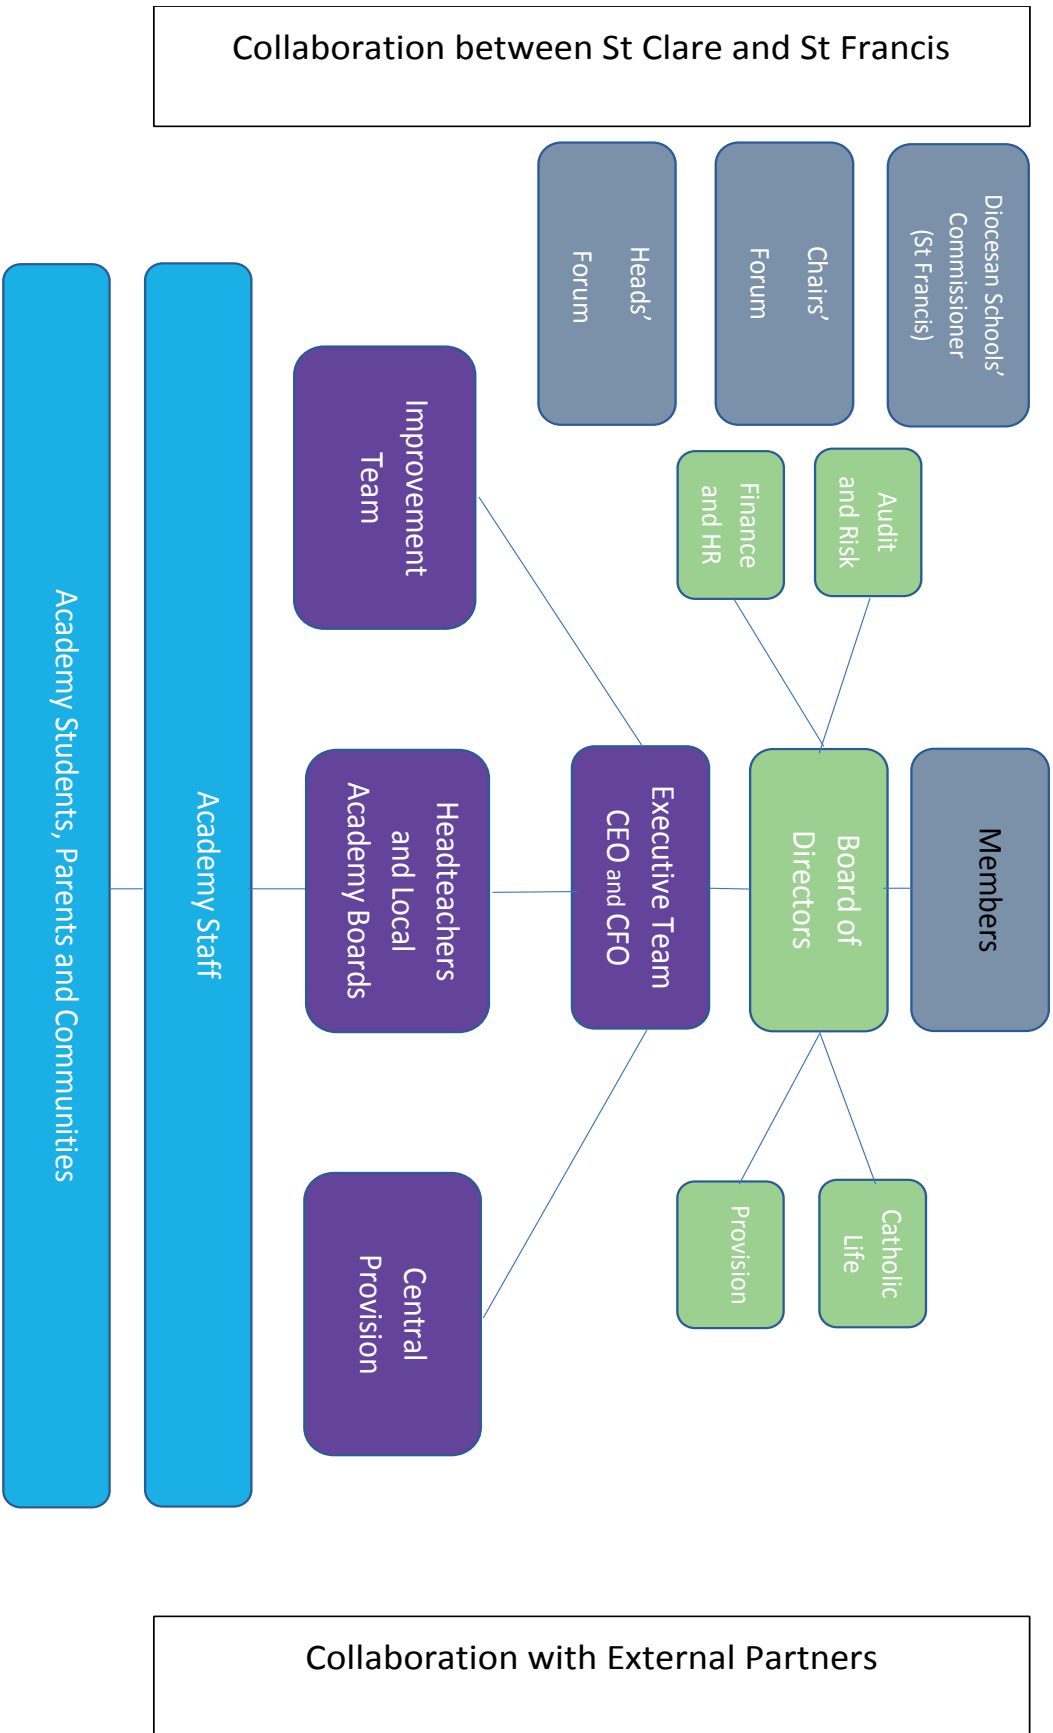 Collaboration between St Clare and St Francis
Diocesan Schools’
Commissioner
(St Francis)
Chairs’
Forum
Heads’
Forum
Members
Audit
and Risk
Finance
and HR
Board of
Directors
Catholic
Life
Provision
Executive Team
CEO and CFO
Improvement
Team
Headteachers
and Local
Academy Boards
Central
Provision
Academy Staff
Academy Students, Parents and Communities
Collaboration with External Partners